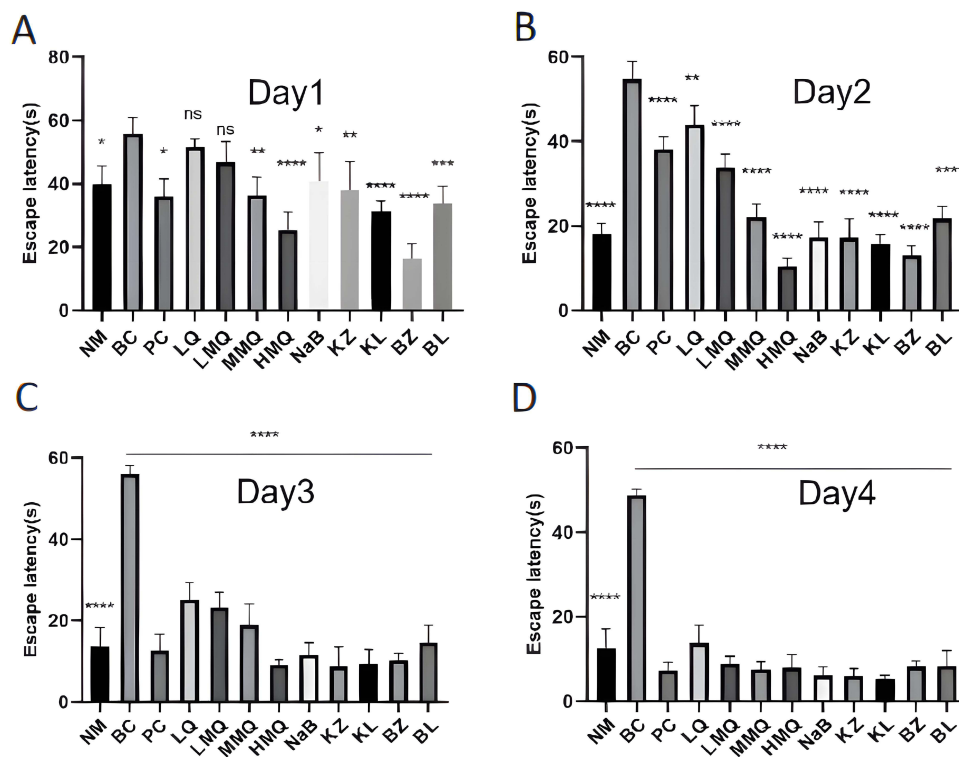 A
Day1
Escape latency(s)
80
60
40
20
0
*
*
ns
ns
**
****
*
**
****
****
***
NM
BC
PC
LQ
LMQ
MMQ
HMQ
NaB
KZ
KL
BZ
BL
B
Day2
Escape latency(s)
60
40
20
0
****
****
**
****
****
****
****
****
****
****
****
NM
BC
PC
LQ
LMQ
MMQ
HMQ
NaB
KZ
KL
BZ
BL
C
****
Day3
Escape latency(s)
60
40
20
0
****
NM
BC
PC
LQ
LMQ
MMQ
HMQ
NaB
KZ
KL
BZ
BL
D
****
Day4
Escape latency(s)
60
40
20
0
****
NM
BC
PC
LQ
LMQ
MMQ
HMQ
NaB
KZ
KL
BZ
BL